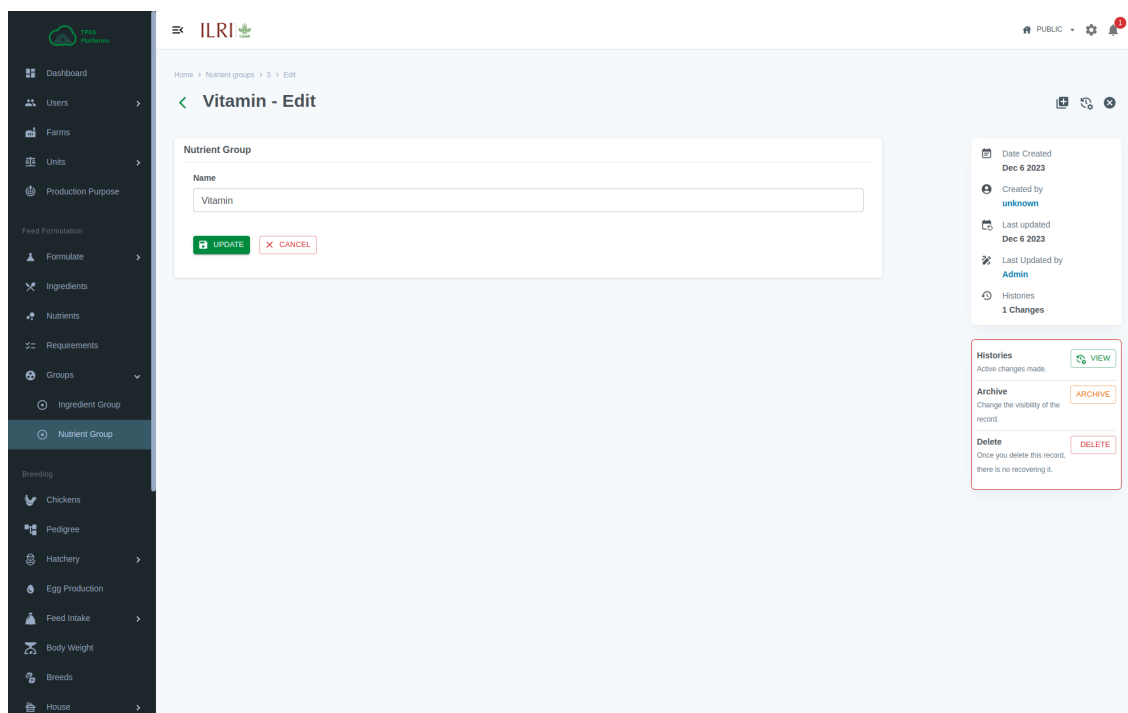 TPGS
Platforms
ILRI
CGIAR
PUBLIC
1
Dashboard
Users
Farms
Units
Production Purpose
Feed Formulation
Formulate
Ingredients
Nutrients
Requirements
Groups
Ingredient Group
Nutrient Group
Breeding
Chickens
Pedigree
Hatchery
Egg Production
Feed Intake
Body Weight
Breeds
House
Home > Nutrient groups > 5 > Edit
Vitamin - Edit
Nutrient Group
Name
Vitamin
UPDATE
CANCEL
Date Created
Dec 6 2023
Created by
unknown
Last updated
Dec 6 2023
Last Updated by
Admin
Histories
1 Changes
Histories
VIEW
Active changes made.
Archive
ARCHIVE
Change the visibility of the
record.
Delete
DELETE
Once you delete this record,
there is no recovering it.